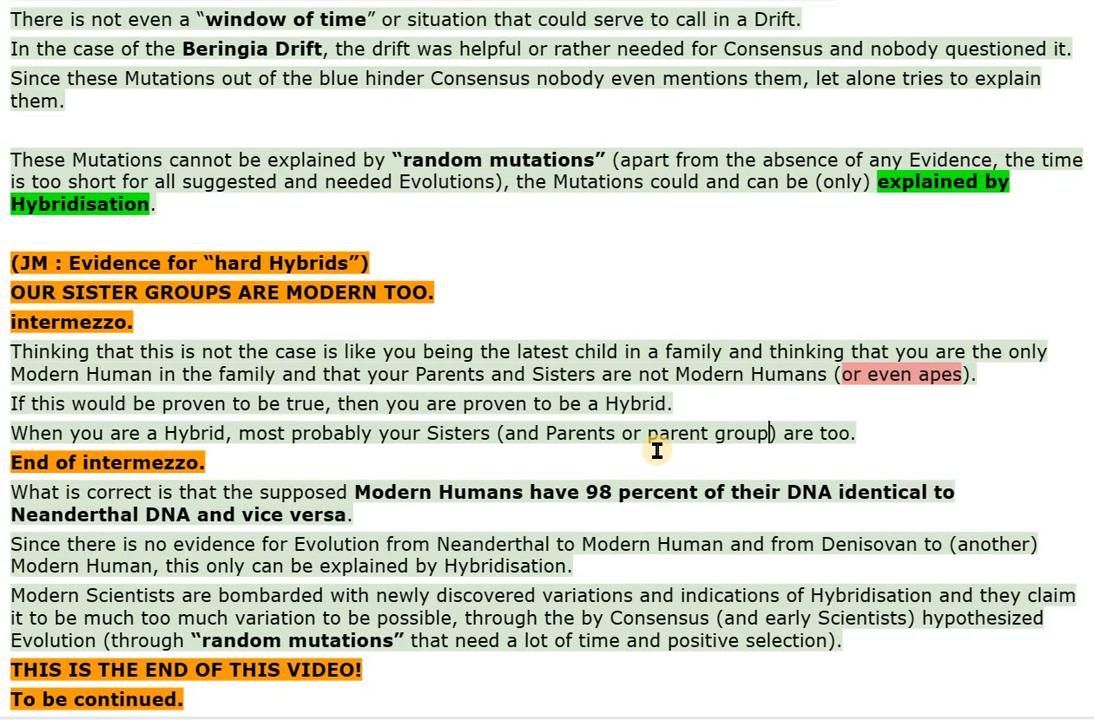 There is not even a “window of time” or situation that could serve to call in a Drift.
In the case of the Beringia Drift, the drift was helpful or rather needed for Consensus and nobody questioned it.
Since these Mutations out of the blue hinder Consensus nobody even mentions them, let alone tries to explain
them.
These Mutations cannot be explained by “random mutations” (apart from the absence of any Evidence, the time
is too short for all suggested and needed Evolutions), the Mutations could and can be (only) explained by
Hybridisation.
(JM : Evidence for “hard Hybrids”)
OUR SISTER GROUPS ARE MODERN TOO.
intermezzo.
Thinking that this is not the case is like you being the latest child in a family and thinking that you are the only
Modern Human in the family and that your Parents and Sisters are not Modern Humans (or even apes).
If this would be proven to be true, then you are proven to be a Hybrid.
When you are a Hybrid, most probably your Sisters (and Parents or parent group) are too.
End of intermezzo.
What is correct is that the supposed Modern Humans have 98 percent of their DNA identical to
Neanderthal DNA and vice versa.
Since there is no evidence for Evolution from Neanderthal to Modern Human and from Denisovan to (another)
Modern Human, this only can be explained by Hybridisation.
Modern Scientists are bombarded with newly discovered variations and indications of Hybridisation and they claim
it to be much too much variation to be possible, through the by Consensus (and early Scientists) hypothesized
Evolution (through “random mutations” that need a lot of time and positive selection).
THIS IS THE END OF THIS VIDEO!
To be continued.